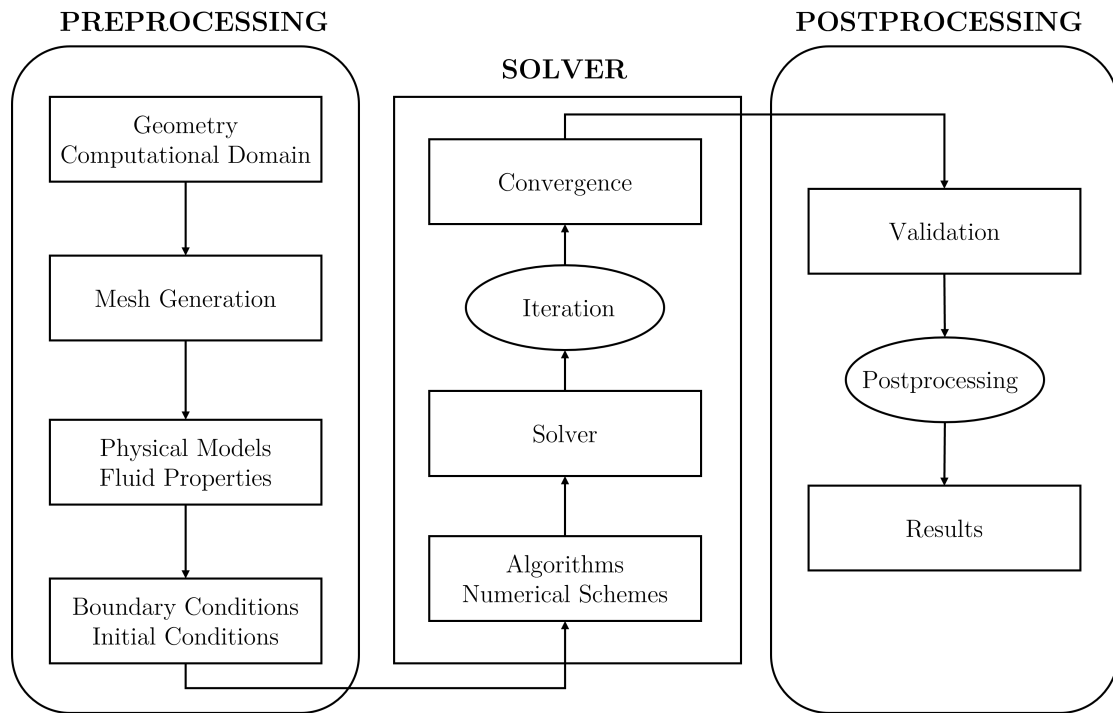 PREPROCESSING
Geometry
Computational Domain
Mesh Generation
Physical Models
Fluid Properties
Boundary Conditions
Initial Conditions
SOLVER
Convergence
Iteration
Solver
Algorithms
Numerical Schemes
POSTPROCESSING
Validation
Postprocessing
Results